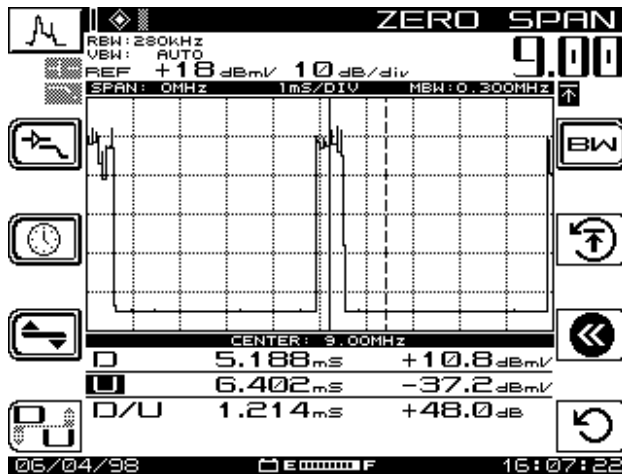 ZERO SPAN
RBW: 280kHz
VBW: AUTO
REF +18 dBmV 10 dB/div
9.00
SPAN: 0MHz 1mS/DIV MBW:0.300MHz
BW
CENTER: 9.00MHz
D 5.188mS +10.8dBmV
U 6.402mS -37.2dBmV
D/U 1.214mS +48.0dB
D U
06/04/98 E F 16:07:22